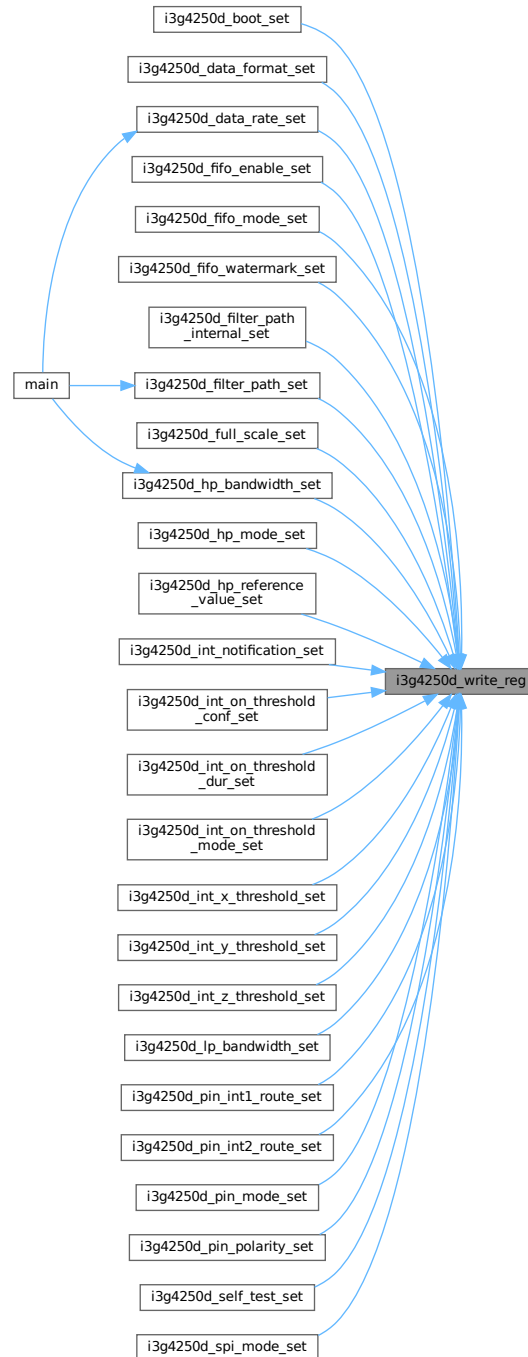 i3g4250d_boot_set
i3g4250d_data_format_set
i3g4250d_data_rate_set
i3g4250d_fifo_enable_set
i3g4250d_fifo_mode_set
i3g4250d_fifo_watermark_set
i3g4250d_filter_path
_internal_set
main
i3g4250d_filter_path_set
i3g4250d_full_scale_set
i3g4250d_hp_bandwidth_set
i3g4250d_hp_mode_set
i3g4250d_hp_reference
_value_set
i3g4250d_int_notification_set
i3g4250d_write_reg
i3g4250d_int_on_threshold
_conf_set
i3g4250d_int_on_threshold
_dur_set
i3g4250d_int_on_threshold
_mode_set
i3g4250d_int_x_threshold_set
i3g4250d_int_y_threshold_set
i3g4250d_int_z_threshold_set
i3g4250d_lp_bandwidth_set
i3g4250d_pin_int1_route_set
i3g4250d_pin_int2_route_set
i3g4250d_pin_mode_set
i3g4250d_pin_polarity_set
i3g4250d_self_test_set
i3g4250d_spi_mode_set